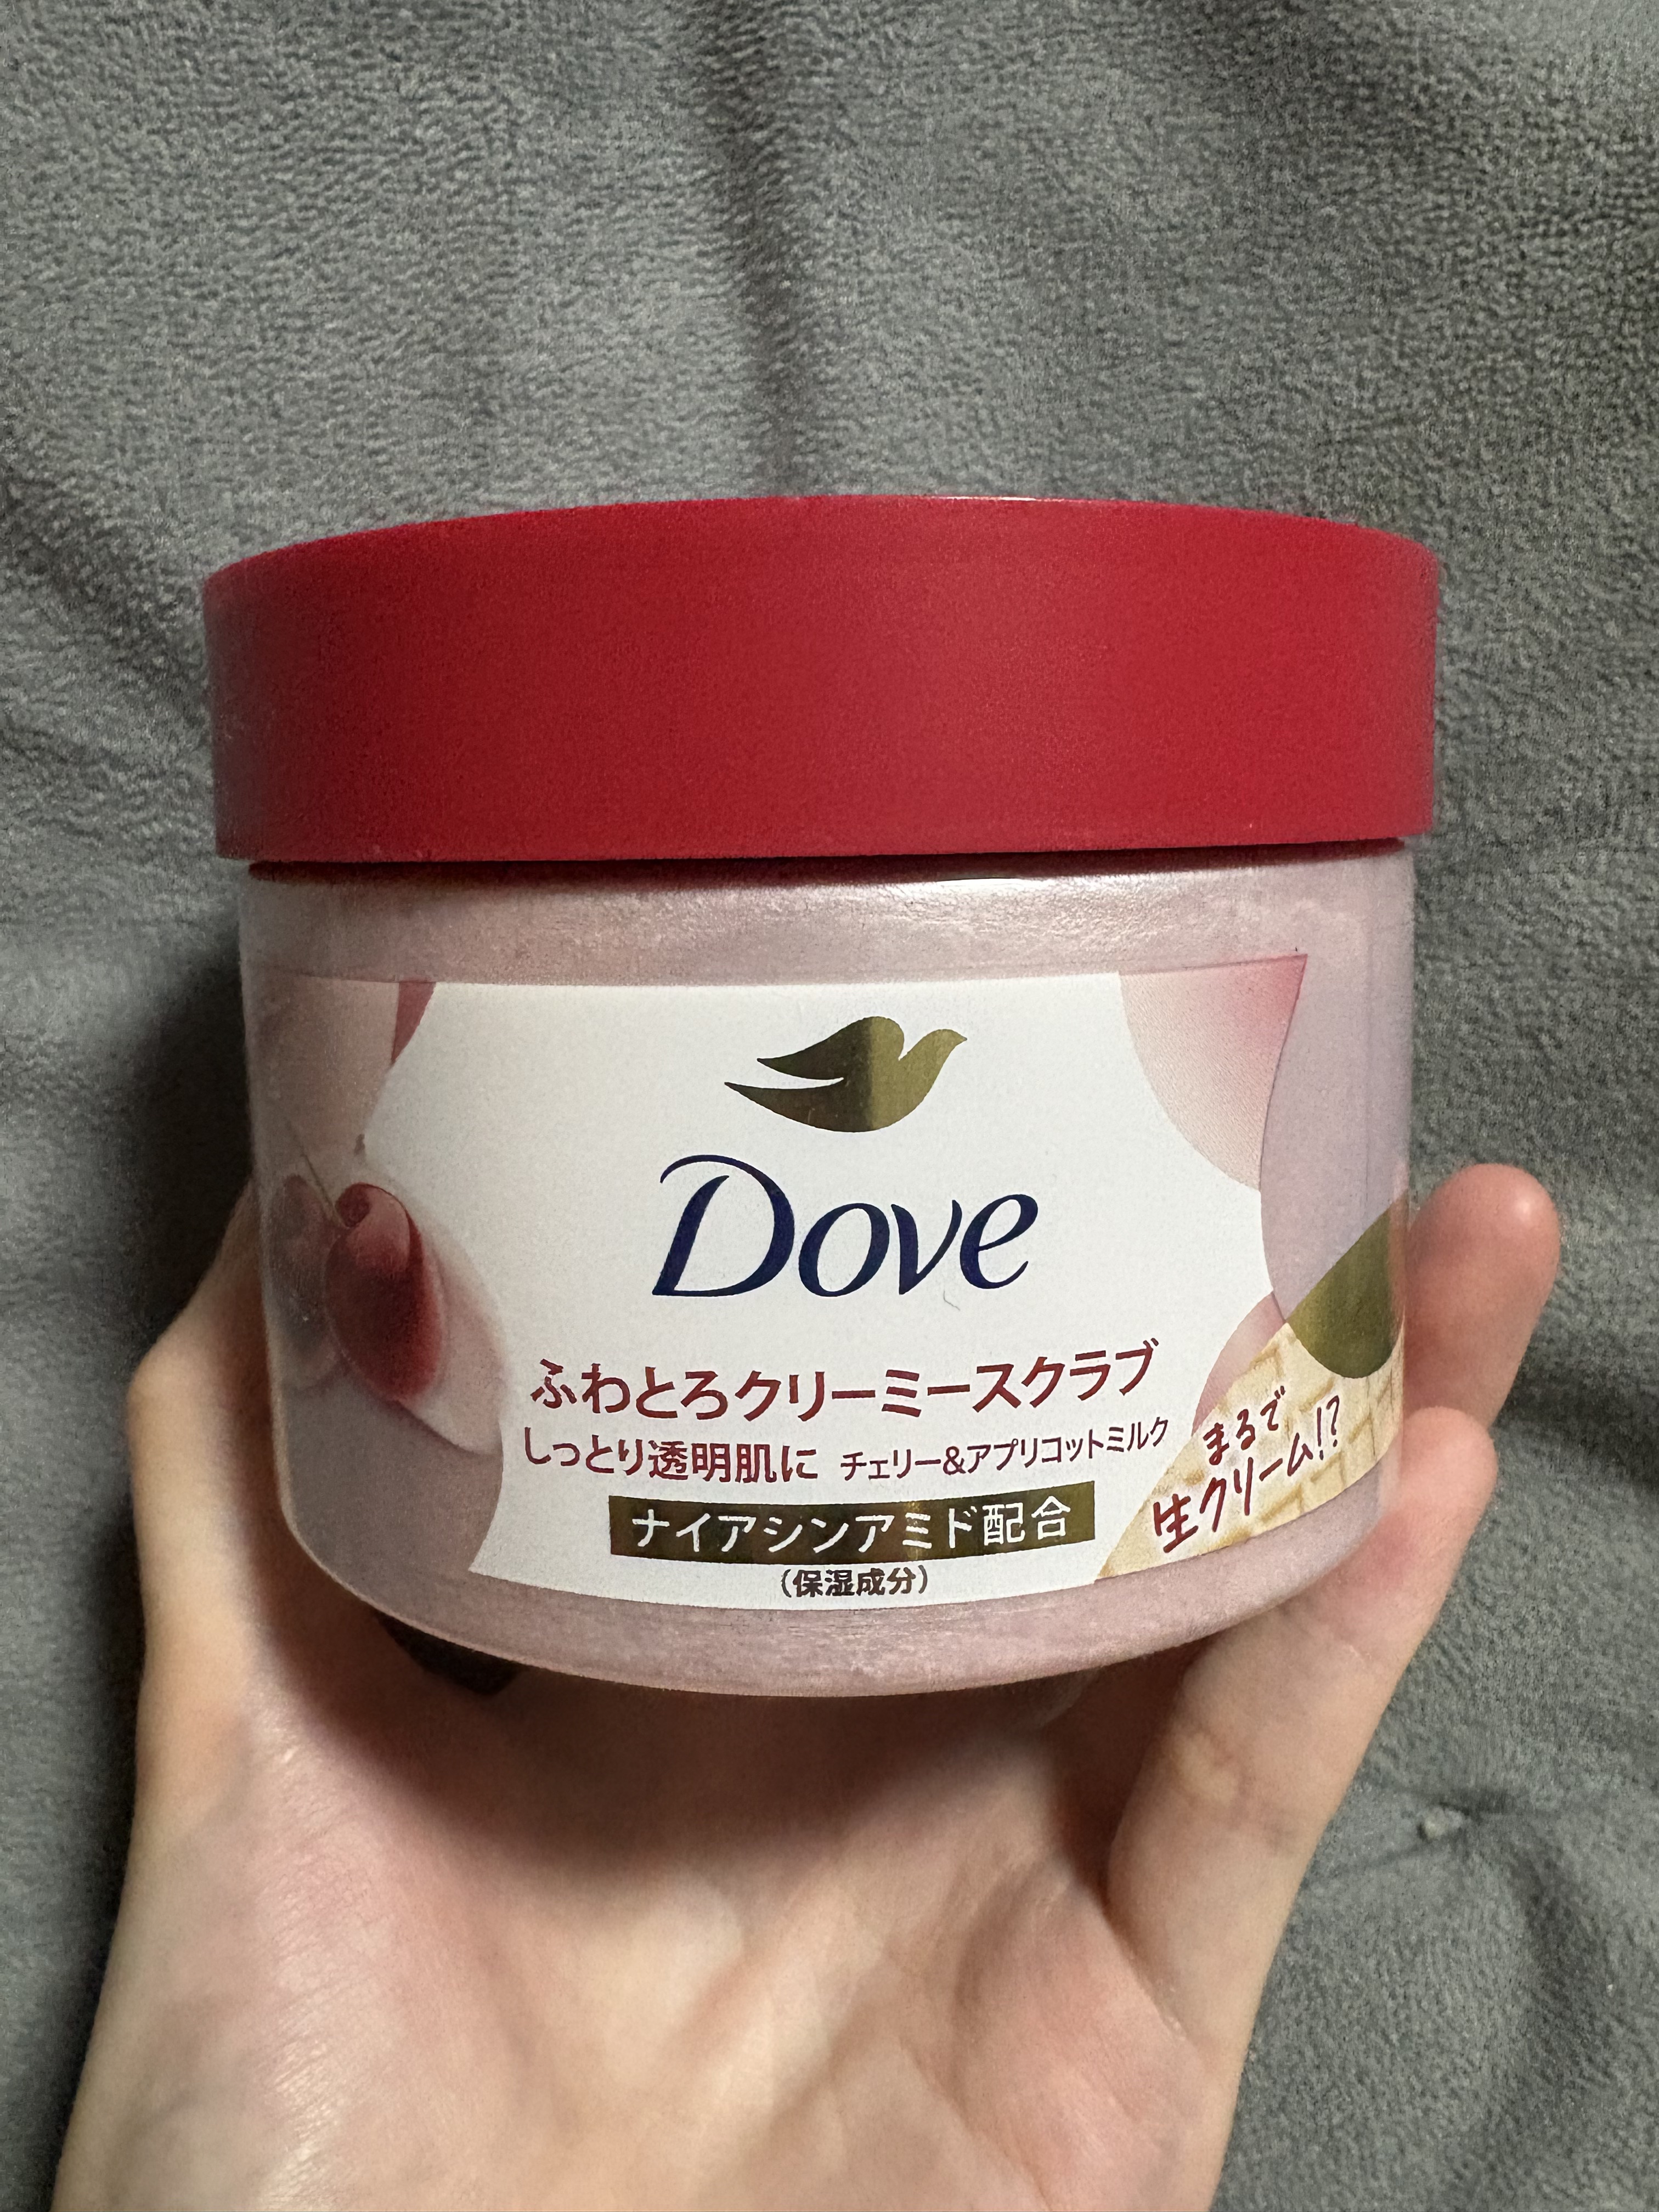 Dove
ふわとろクリーミースクラブ
しっとり透明肌に チェリー&アプリコットミルク
ナイアシンアミド配合
(保湿成分)
まるで
生クリーム!?